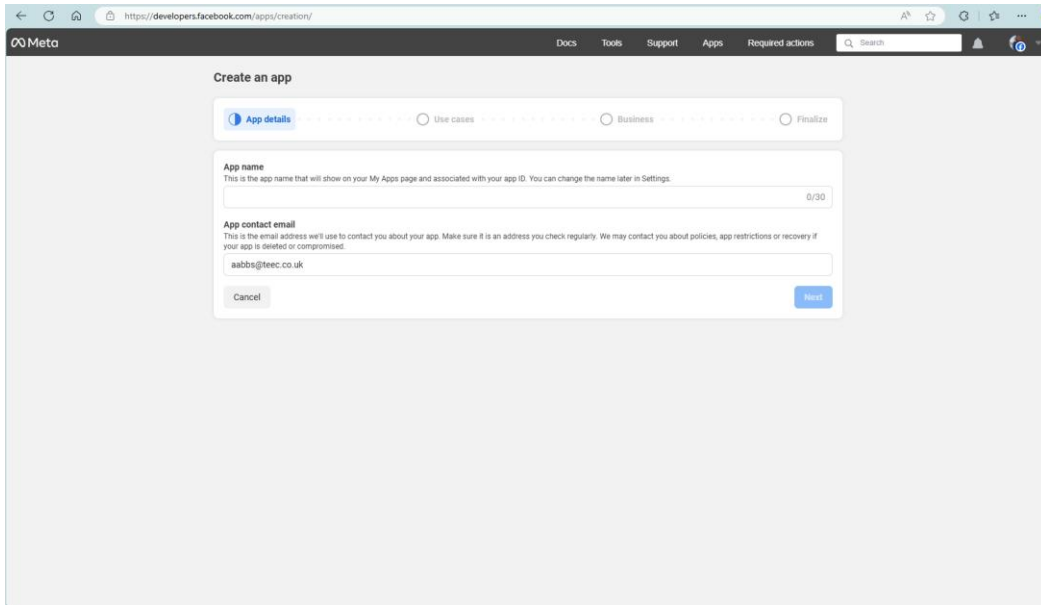 https://developers.facebook.com/apps/creation/
Meta
Docs Tools Support Apps Required actions Search
Create an app
App details Use cases Business Finalize
App name
This is the app name that will show on your My Apps page and associated with your app ID. You can change the name later in Settings.
0/30
App contact email
This is the email address we'll use to contact you about your app. Make sure it is an address you check regularly. We may contact you about policies, app restrictions or recovery if
your app is deleted or compromised.
aabbs@teec.co.uk
Cancel Next